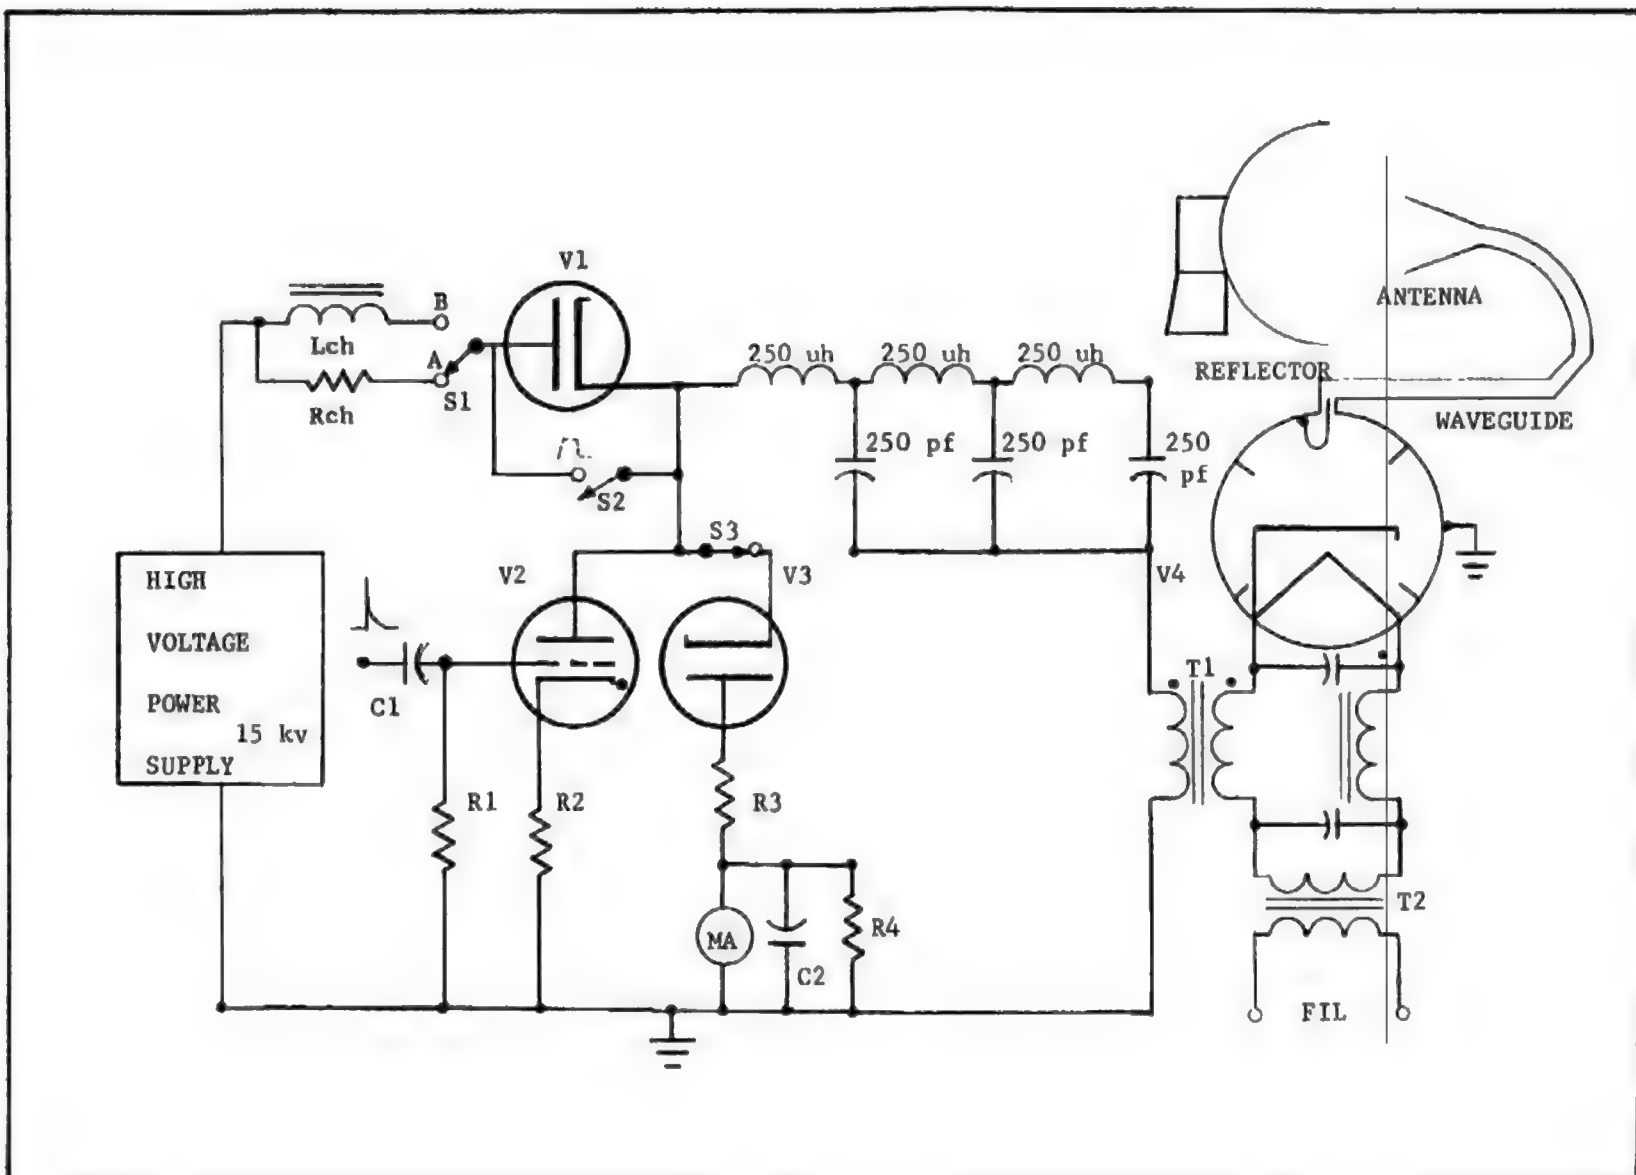 V1
B
Lch
A
S1
Rch
250 uh
250 uh
250 uh
ANTENNA
REFLECTOR
WAVEGUIDE
250 pf
250 pf
250
pf
S2
S3
V2
V3
V4
HIGH
VOLTAGE
POWER
15 kv
SUPPLY
C1
T1
R1
R2
R3
MA
C2
R4
T2
FIL